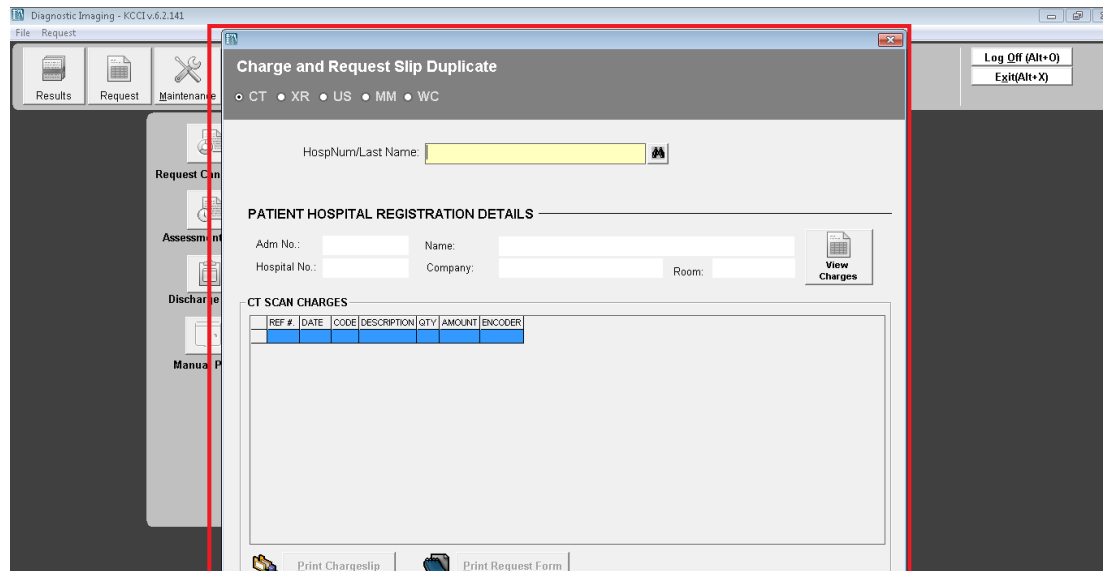 Diagnostic Imaging - KCCI v.6.2.141
File Request
Results Request Maintenance
Log Off (Alt+O)
Exit(Alt+X)
Charge and Request Slip Duplicate
CT XR US MM WC
HospNum/Last Name:
Request Can
Assessment
Discharge
Manual P
PATIENT HOSPITAL REGISTRATION DETAILS
Adm No.: Name:
Hospital No.: Company: Room:
View Charges
CT SCAN CHARGES
REF #. DATE CODE DESCRIPTION QTY AMOUNT ENCODER
Print Chargeslip Print Request Form